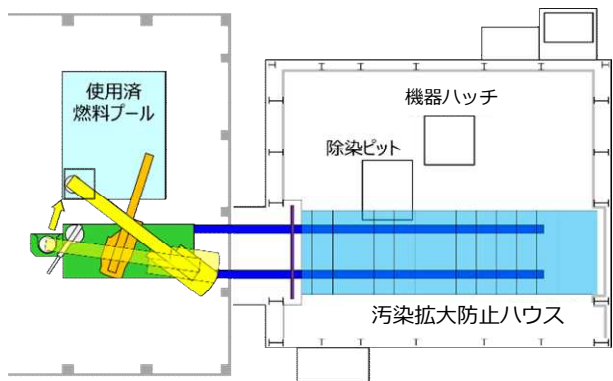 使用済
燃料プール
機器ハッチ
除染ピット
汚染拡大防止ハウス